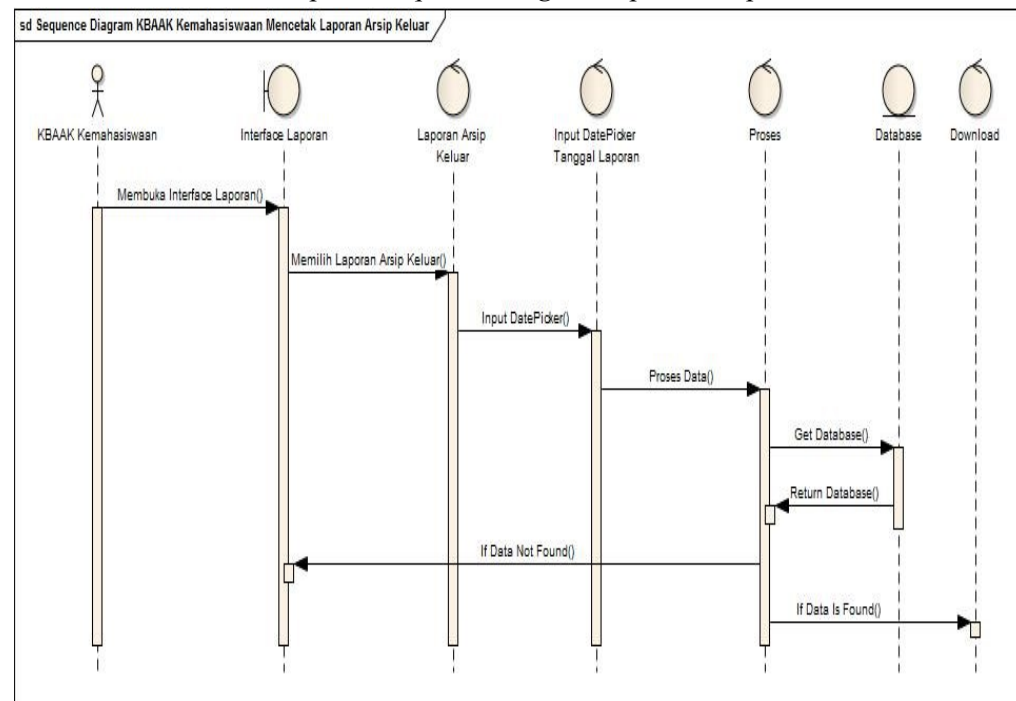 sd Sequence Diagram KBAAK Kemahasiswaan Mencetak Laporan Arsip Keluar
KBAAK Kemahasiswaan
Interface Laporan
Laporan Arsip
Keluar
Input DatePicker
Tanggal Laporan
Proses
Database
Download
Membuka Interface Laporan()
Memilih Laporan Arsip Keluar()
Input DatePicker()
Proses Data()
Get Database()
Return Database()
If Data Not Found()
If Data Is Found()